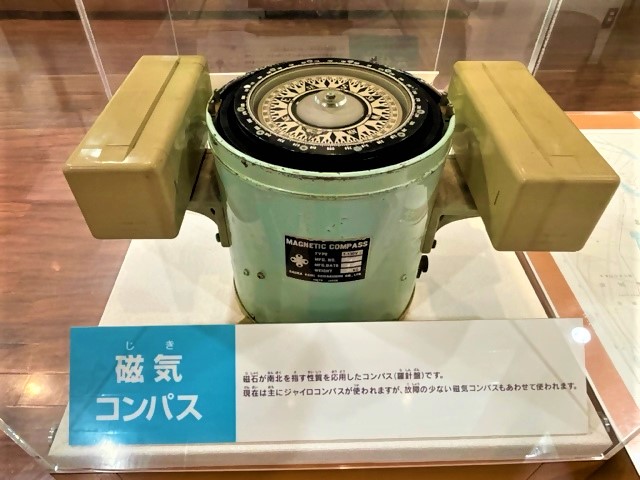 MAGNETIC COMPASS
TYPE
MFG. NO.
MFG. DATE
WEIGHT KG
じ き
磁気
コンパス
磁石が南北を指す性質を応用したコンパス(羅針盤)です。
現在は主にジャイロコンパスが使われますが、故障の少ない磁気コンパスもあわせて使われます。